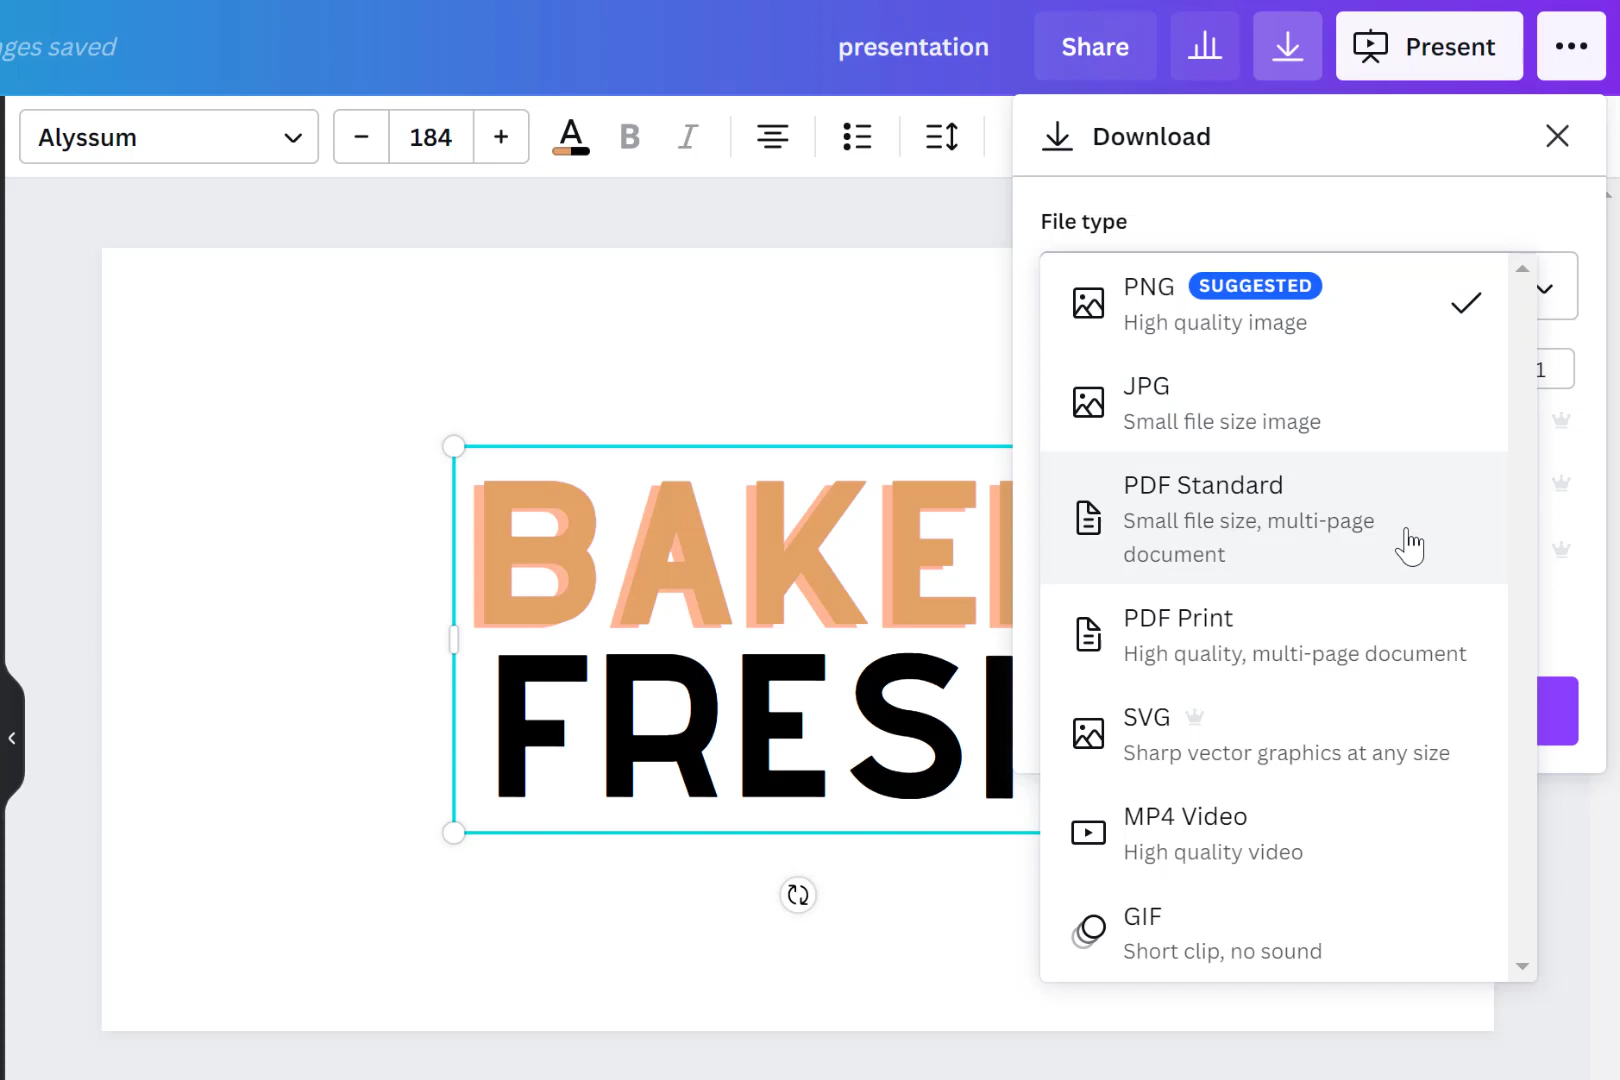 presentation
Share
Present
Alyssum
184
A
B
I
Download
File type
PNG SUGGESTED
High quality image
JPG
Small file size image
1
PDF Standard
Small file size, multi-page
document
PDF Print
High quality, multi-page document
SVG
Sharp vector graphics at any size
MP4 Video
High quality video
GIF
Short clip, no sound
saved
FRES
BAKE